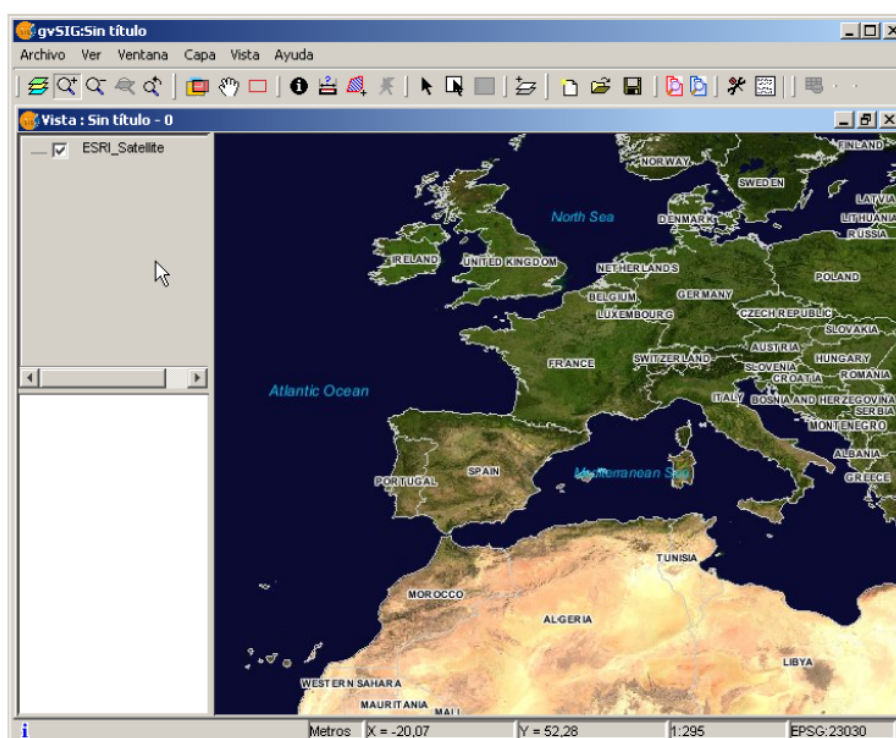 gvSIG:Sin título
Archivo Ver Ventana Capa Vista Ayuda
Vista : Sin título - 0
ESRI_Satellite
NORWAY
FINLAND
SWEDEN
LATVIA
North Sea
DENMARK
LITHUANIA
RUSSIA
IRELAND
UNITED KINGDOM
NETHERLANDS
POLAND
BELGIUM
GERMANY
LUXEMBOURG
CZECH REPUBLIC
SLOVAKIA
AUSTRIA
FRANCE
SWITZERLAND
HUNGARY
SLOVENIA
ROMANIA
CROATIA
Atlantic Ocean
ITALY
BOSNIA AND HERZEGOVINA
SERBIA
MONTENEGRO
ALBANIA
SPAIN
Mediterranean Sea
PORTUGAL
GREECE
TUNISIA
MOROCCO
ALGERIA
LIBYA
WESTERN SAHARA
MAURITANIA
MALI
Metros X = -20,07 Y = 52,28 1:295 EPSG:23030